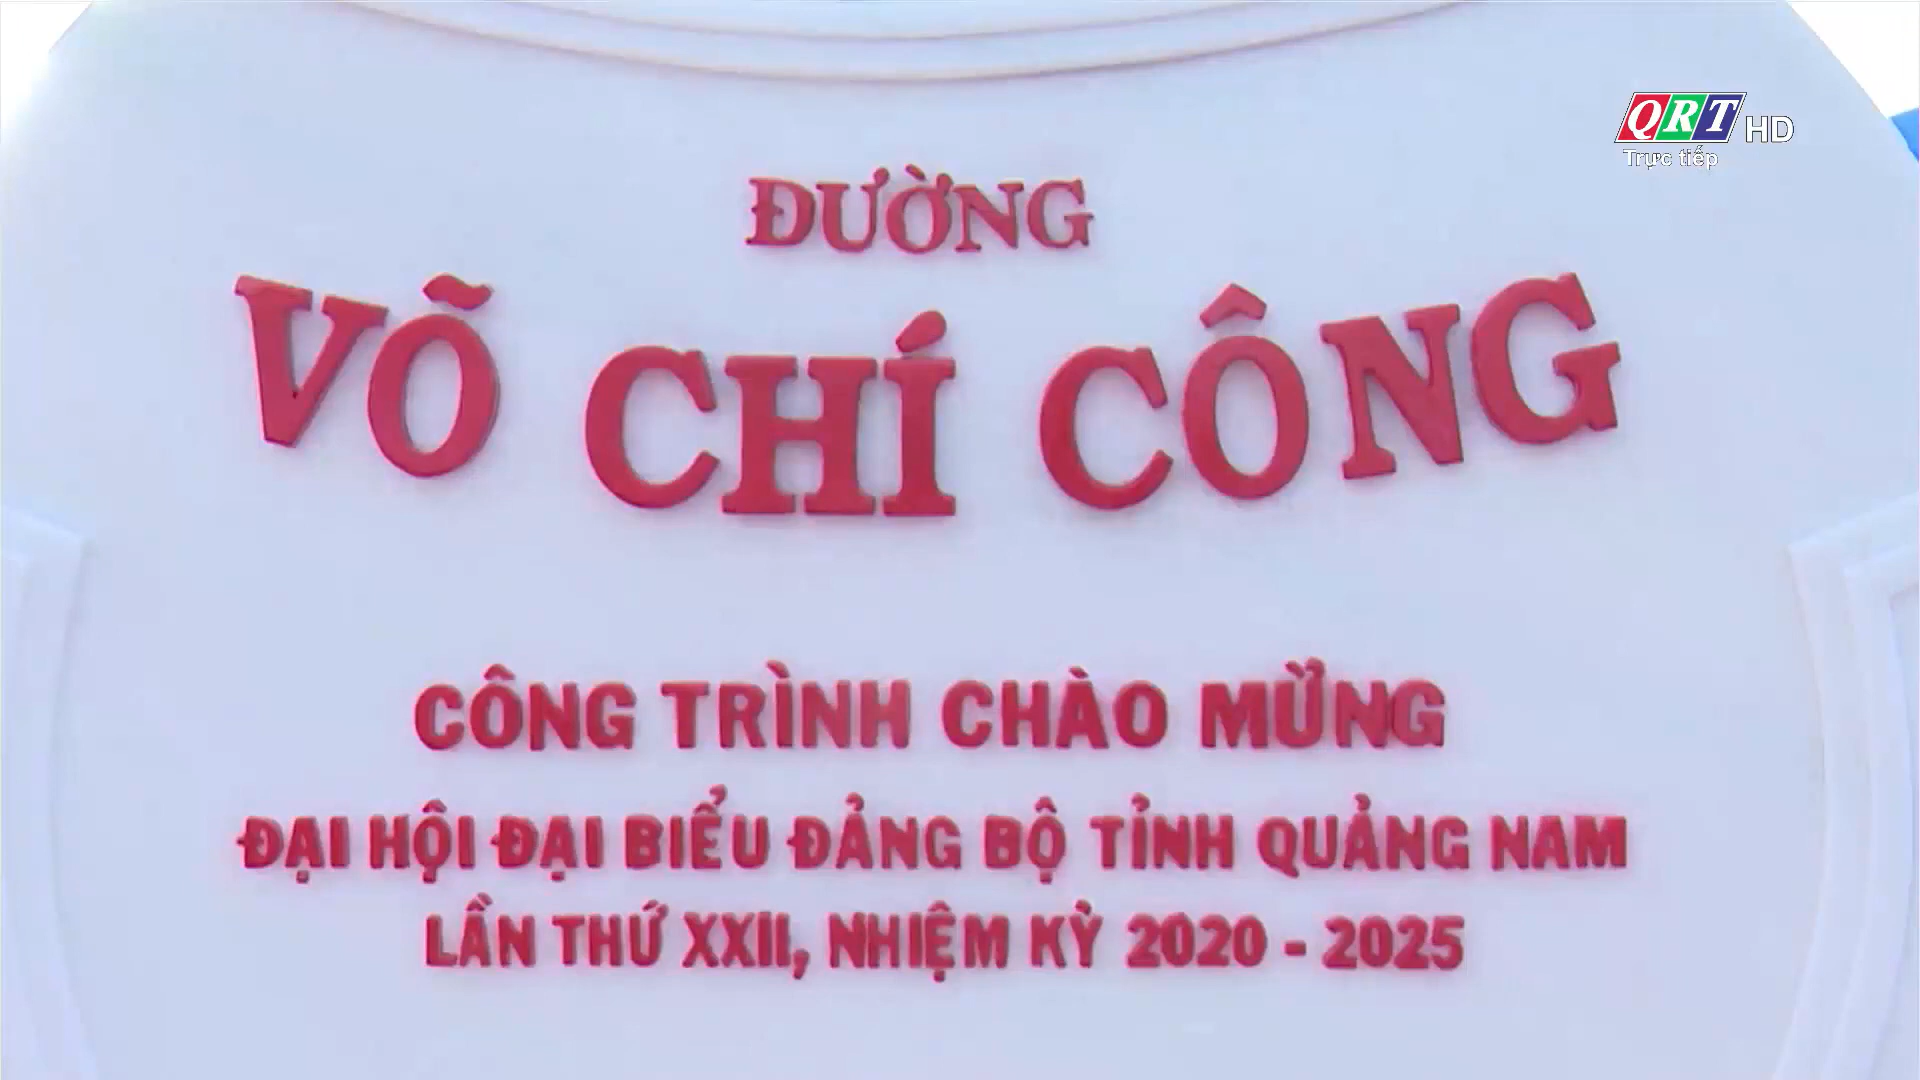 QRT HD
Trực tiếp
ĐƯỜNG
VÕ CHÍ CÔNG
CÔNG TRÌNH CHÀO MỪNG
ĐẠI HỘI ĐẠI BIỂU ĐẢNG BỘ TỈNH QUẢNG NAM
LẦN THỨ XXII, NHIỆM KỲ 2020 - 2025